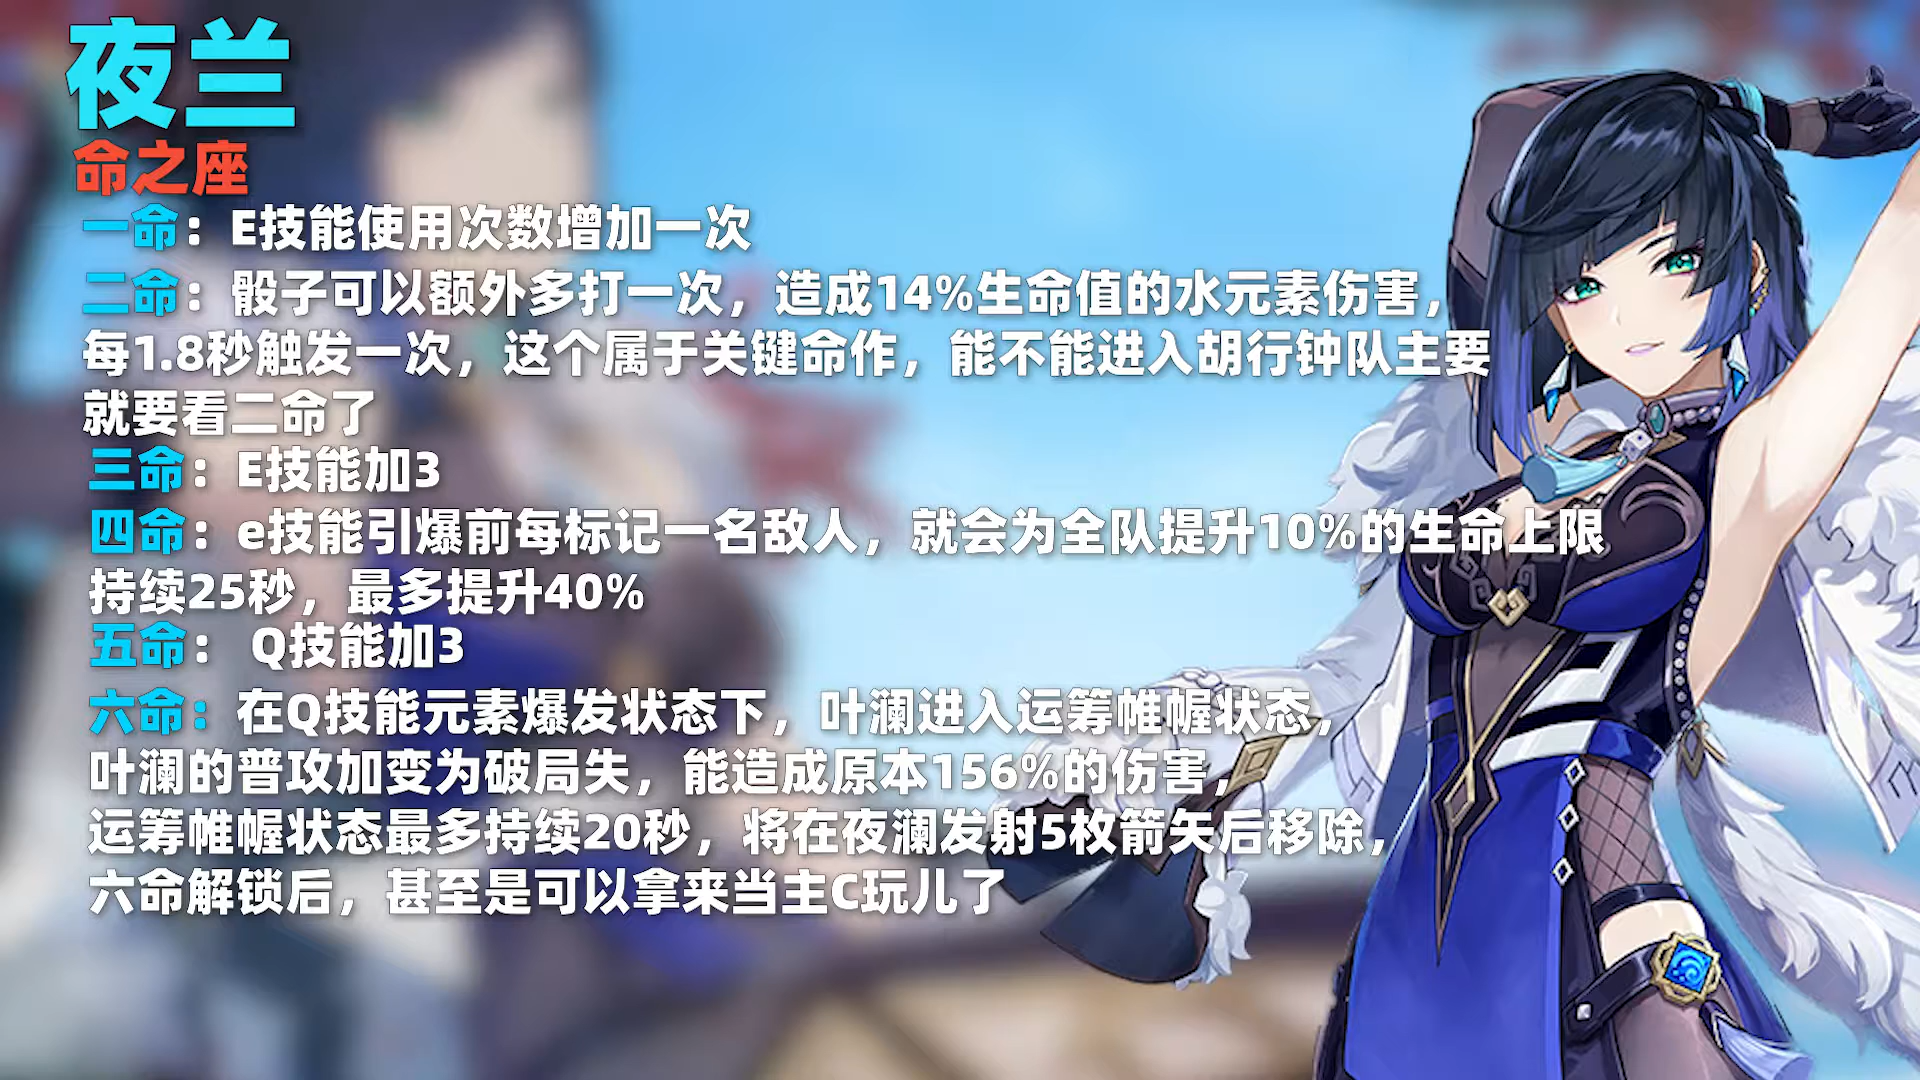 夜兰
命之座
一命：E技能使用次数增加一次
二命：骰子可以额外多打一次，造成14%生命值的水元素伤害，
每1.8秒触发一次，这个属于关键命作，能不能进入胡行钟队主要
就要看二命了
三命：E技能加3
四命：e技能引爆前每标记一名敌人，就会为全队提升10%的生命上限
持续25秒，最多提升40%
五命： Q技能加3
六命：在Q技能元素爆发状态下，叶澜进入运筹帷幄状态，
叶澜的普攻加变为破局失，能造成原本156%的伤害，
运筹帷幄状态最多持续20秒，将在夜澜发射5枚箭矢后移除，
六命解锁后，甚至是可以拿来当主C玩儿了